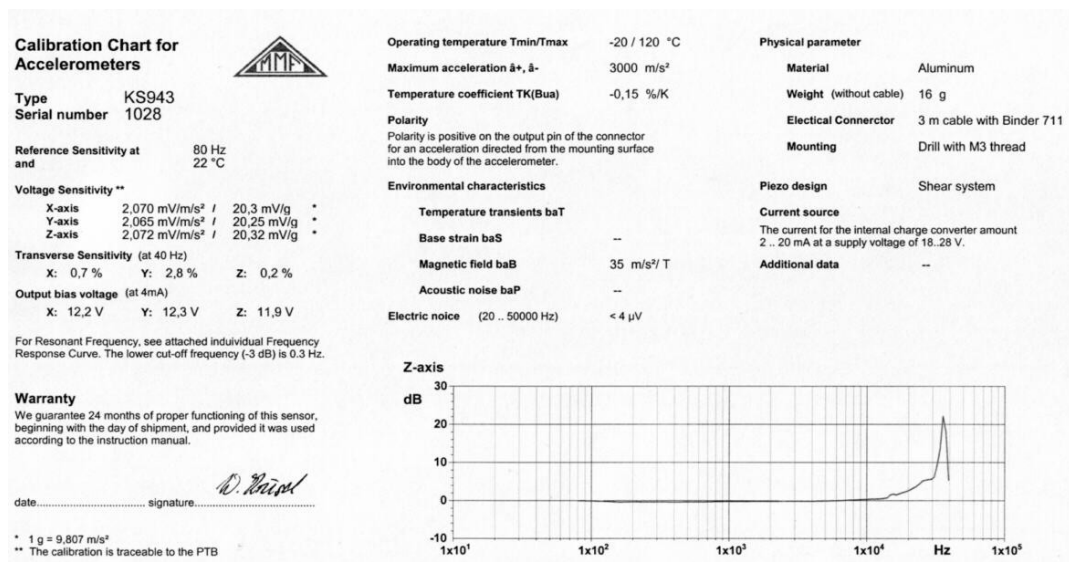 Calibration Chart for
Accelerometers
MMF
Type KS943
Serial number 1028
Reference Sensitivity at 80 Hz
and 22 °C
Voltage Sensitivity **
X-axis 2,070 mV/m/s² / 20,3 mV/g *
Y-axis 2,065 mV/m/s² / 20,25 mV/g *
Z-axis 2,072 mV/m/s² / 20,32 mV/g *
Transverse Sensitivity (at 40 Hz)
X: 0,7 % Y: 2,8 % Z: 0,2 %
Output bias voltage (at 4mA)
X: 12,2 V Y: 12,3 V Z: 11,9 V
For Resonant Frequency, see attached induividual Frequency
Response Curve. The lower cut-off frequency (-3 dB) is 0.3 Hz.
Warranty
We guarantee 24 months of proper functioning of this sensor,
beginning with the day of shipment, and provided it was used
according to the instruction manual.
date signature
* 1 g = 9,807 m/s²
** The calibration is traceable to the PTB
Operating temperature Tmin/Tmax -20 / 120 °C
Maximum acceleration â+, â- 3000 m/s²
Temperature coefficient TK(Bua) -0,15 %/K
Polarity
Polarity is positive on the output pin of the connector
for an acceleration directed from the mounting surface
into the body of the accelerometer.
Environmental characteristics
Temperature transients baT
Base strain baS --
Magnetic field baB 35 m/s²/ T
Acoustic noise baP --
Electric noice (20 .. 50000 Hz) < 4 µV
Physical parameter
Material Aluminum
Weight (without cable) 16 g
Electical Connerctor 3 m cable with Binder 711
Mounting Drill with M3 thread
Piezo design Shear system
Current source
The current for the internal charge converter amount
2 .. 20 mA at a supply voltage of 18..28 V.
Additional data --
Z-axis
30
dB
20
10
0
-10
1x10¹ 1x10² 1x10³ 1x10⁴ Hz 1x10⁵